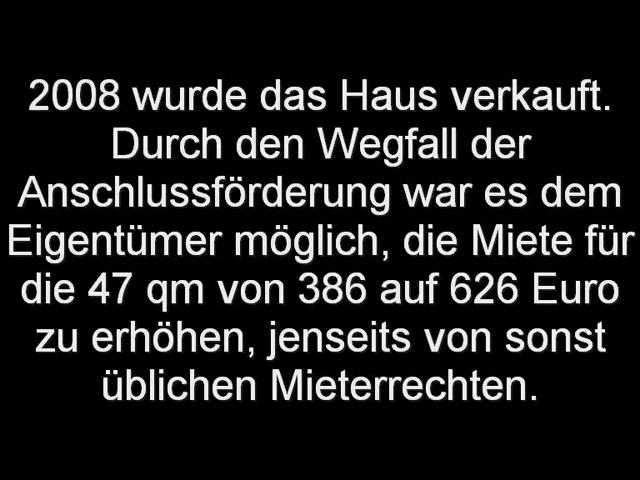 2008 wurde das Haus verkauft.
Durch den Wegfall der
Anschlussförderung war es dem
Eigentümer möglich, die Miete für
die 47 qm von 386 auf 626 Euro
zu erhöhen, jenseits von sonst
üblichen Mieterrechten.